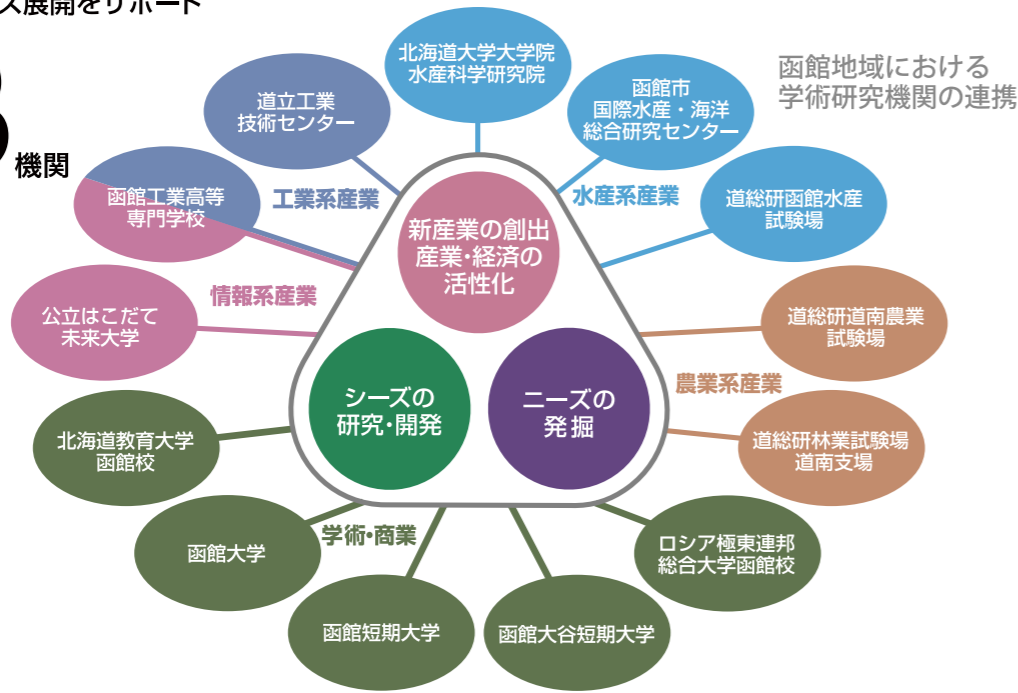 ス展開をサポート
機関
函館地域における
学術研究機関の連携
北海道大学大学院
水産科学研究院
函館市
国際水産・海洋
総合研究センター
道総研函館水産
試験場
水産系産業
道立工業
技術センター
工業系産業
函館工業高等
専門学校
公立はこだて
未来大学
情報系産業
新産業の創出
産業・経済の
活性化
シーズの
研究・開発
ニーズの
発掘
道総研道南農業
試験場
農業系産業
道総研林業試験場
道南支場
北海道教育大学
函館校
函館大学
学術・商業
函館短期大学
函館大谷短期大学
ロシア極東連邦
総合大学函館校